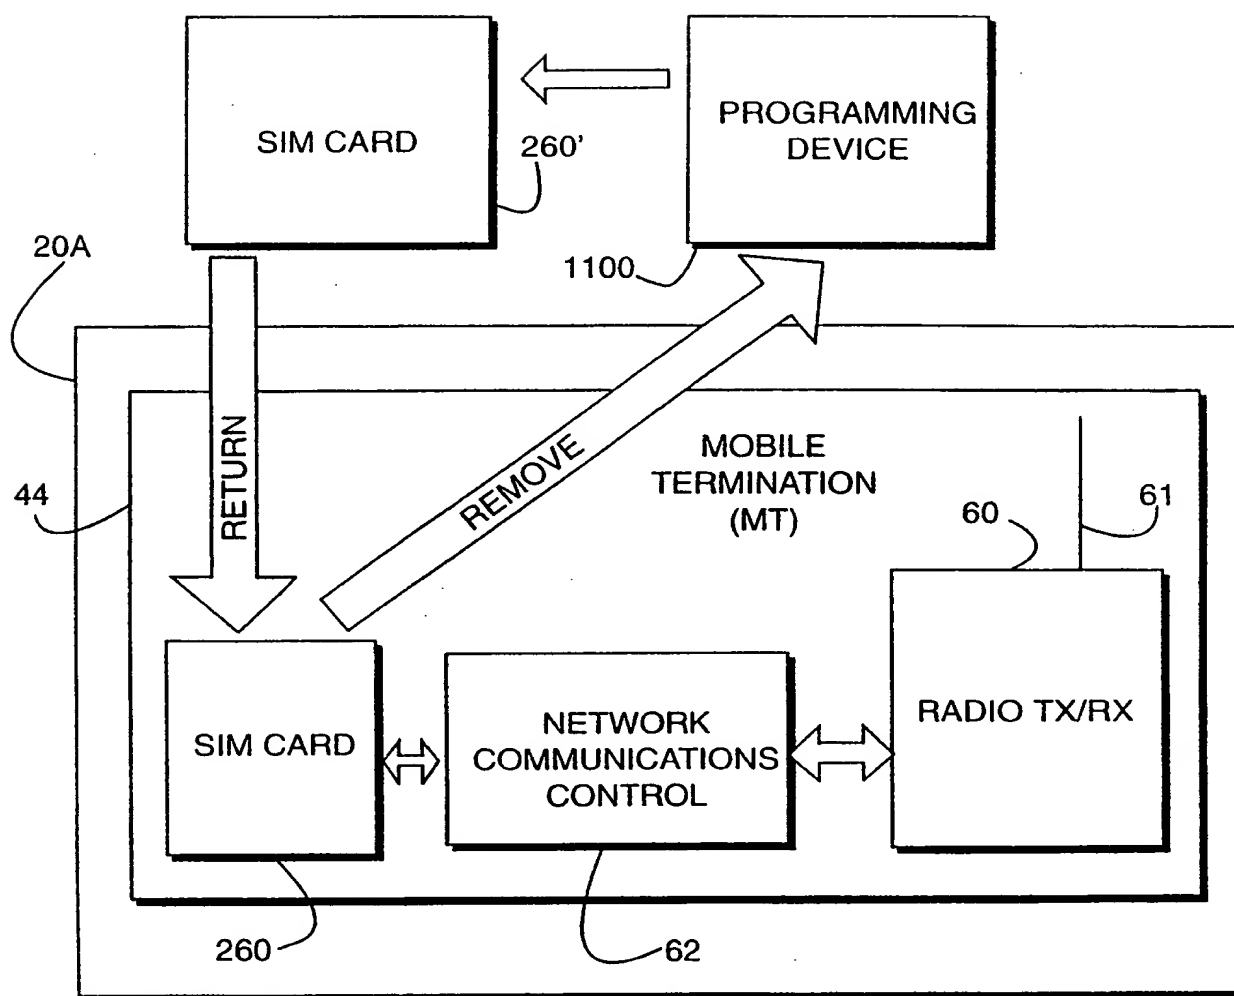 SIM CARD
260'
PROGRAMMING
DEVICE
20A
1100
RETURN
REMOVE
MOBILE
TERMINATION
(MT)
44
60
61
SIM CARD
NETWORK
COMMUNICATIONS
CONTROL
RADIO TX/RX
260
62